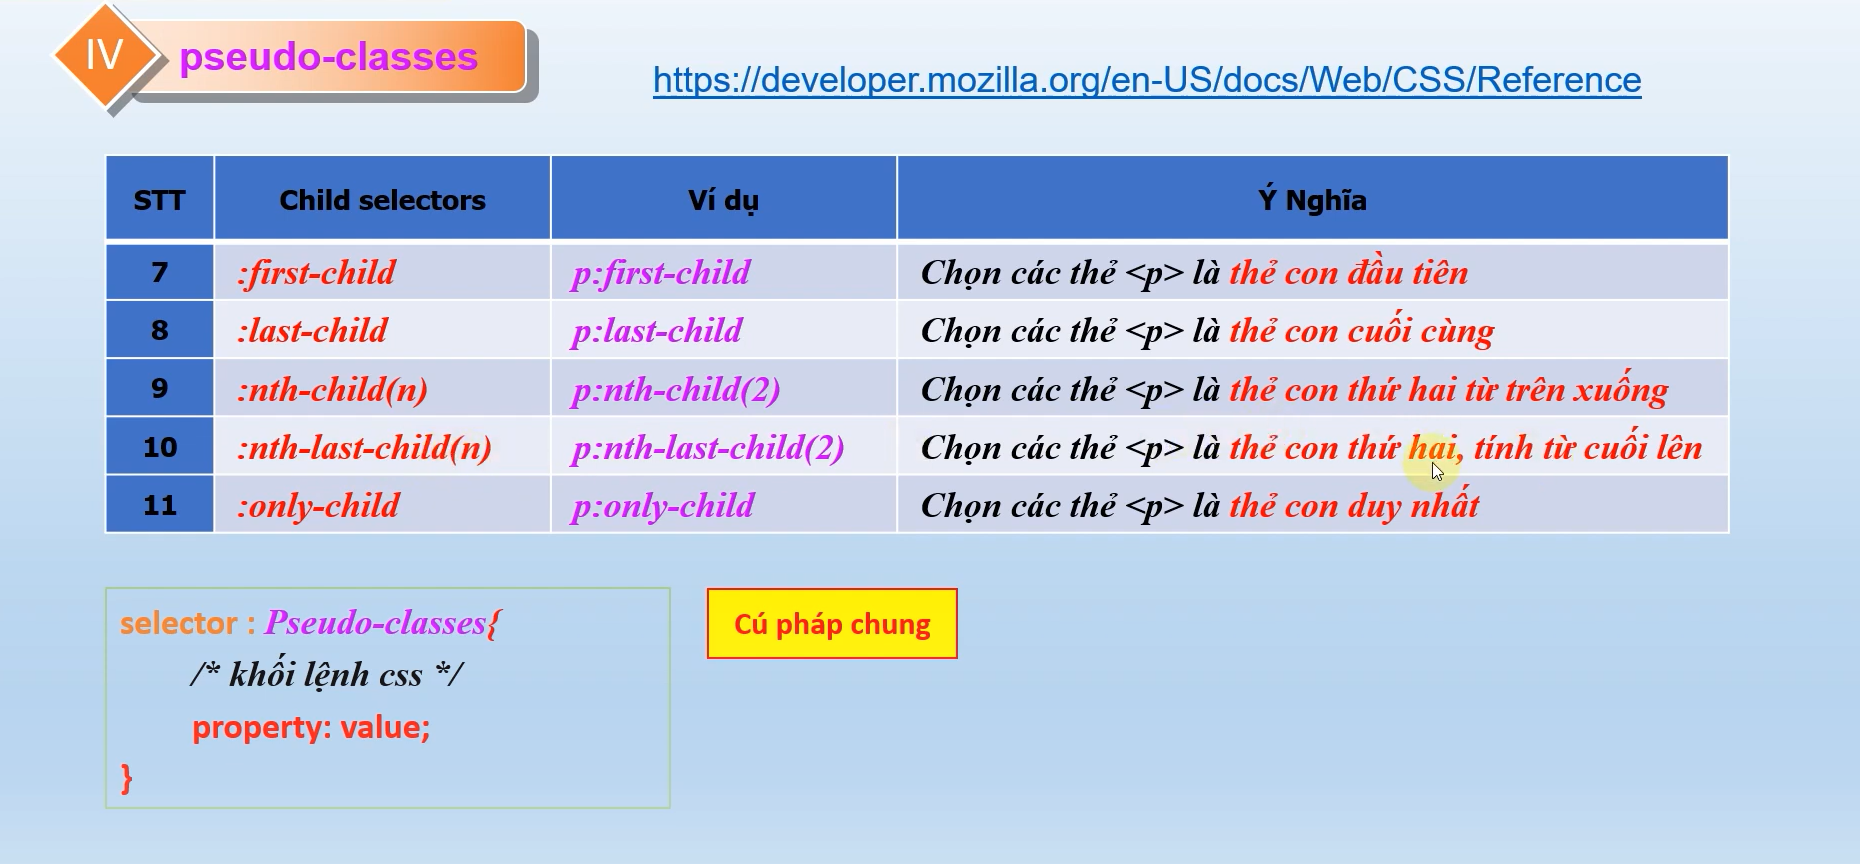 IV
pseudo-classes
https://developer.mozilla.org/en-US/docs/Web/CSS/Reference
STT Child selectors Ví dụ Ý Nghĩa
7 :first-child p:first-child Chọn các thẻ <p> là thẻ con đầu tiên
8 :last-child p:last-child Chọn các thẻ <p> là thẻ con cuối cùng
9 :nth-child(n) p:nth-child(2) Chọn các thẻ <p> là thẻ con thứ hai từ trên xuống
10 :nth-last-child(n) p:nth-last-child(2) Chọn các thẻ <p> là thẻ con thứ hai, tính từ cuối lên
11 :only-child p:only-child Chọn các thẻ <p> là thẻ con duy nhất
selector : Pseudo-classes{
/* khối lệnh css */
property: value;
}
Cú pháp chung